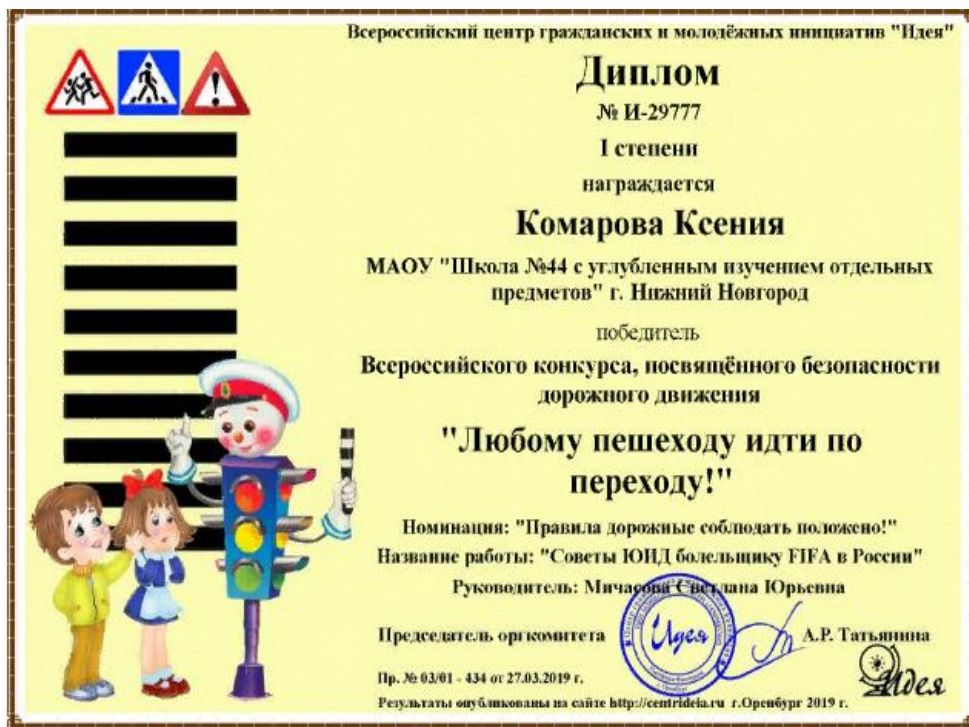 Всероссийский центр гражданских и молодёжных инициатив "Идея"
Диплом
№ И-29777
I степени
награждается
Комарова Ксения
МАОУ "Школа №44 с углубленным изучением отдельных
предметов" г. Нижний Новгород
победитель
Всероссийского конкурса, посвящённого безопасности
дорожного движения
"Любому пешеходу идти по
переходу!"
Номинация: "Правила дорожные соблюдать положено!"
Название работы: "Советы ЮИД болельщику FIFA в России"
Руководитель: Мичасова Светлана Юрьевна
Председатель оргкомитета
Идея
А.Р. Татьянина
Идея
Пр. № 03/01 - 434 от 27.03.2019 г.
Результаты опубликованы на сайте http://centrideia.ru г.Оренбург 2019 г.